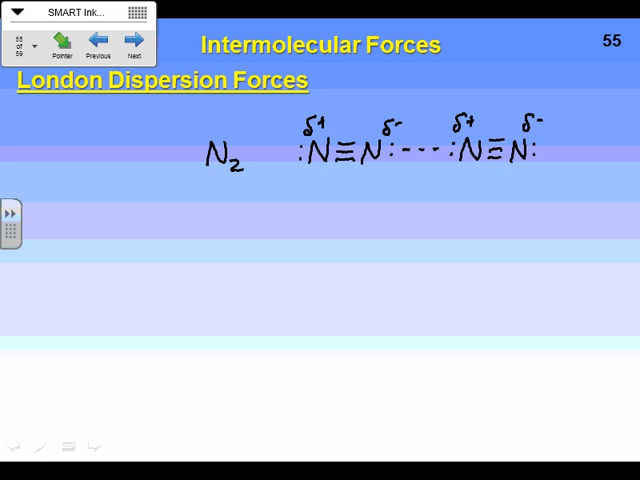 SMART Ink...
55 of 59
Pointer
Previous
Next
Intermolecular Forces
55
London Dispersion Forces
δ+ δ- δ+ δ-
N₂ :N≡N:---:N≡N: